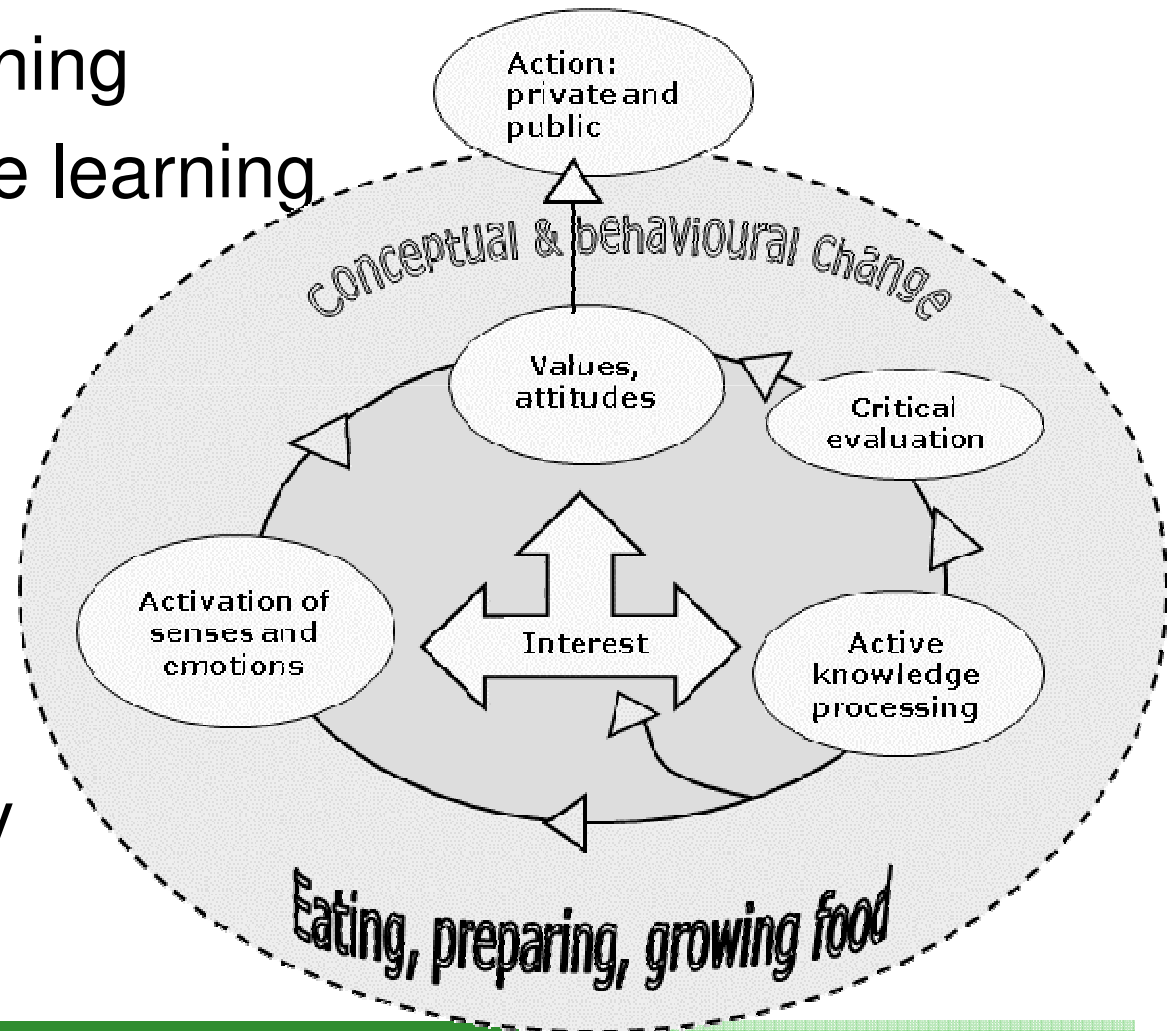 ning
e learning
y
Action:
private and
public
Conceptual & behavioural change
Values,
attitudes
Critical
evaluation
Activation of
senses and
emotions
Interest
Active
knowledge
processing
Eating, preparing, growing food